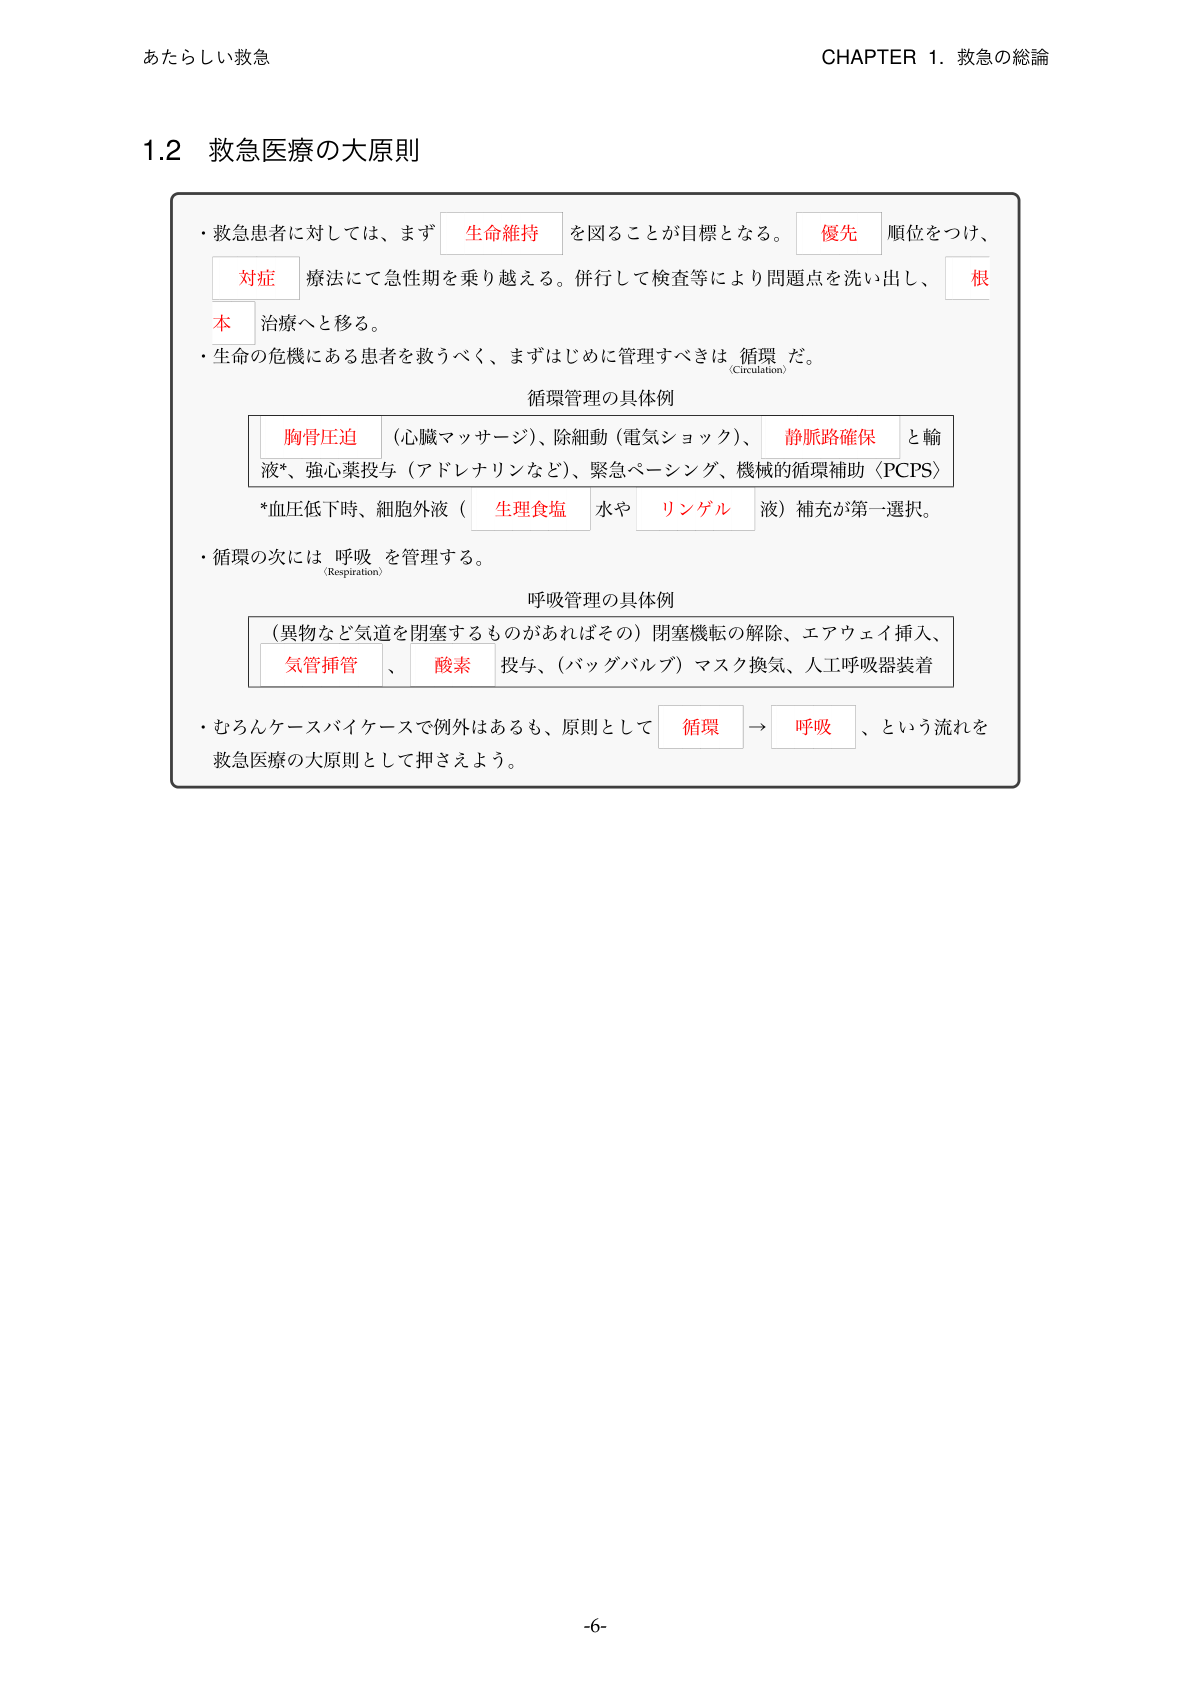 あたらしい救急
CHAPTER 1. 救急の総論
1.2 救急医療の大原則
・救急患者に対しては、まず 生命維持 を図ることが目標となる。 優先 順位をつけ、
対症 療法にて急性期を乗り越える。併行して検査等により問題点を洗い出し、 根
本 治療へと移る。
・生命の危機にある患者を救うべく、まずはじめに管理すべきは 循環 だ。
〈Circulation〉
循環管理の具体例
胸骨圧迫 （心臓マッサージ）、除細動（電気ショック）、 静脈路確保 と輸
液*、強心薬投与（アドレナリンなど）、緊急ペーシング、機械的循環補助〈PCPS〉
*血圧低下時、細胞外液（ 生理食塩 水や リンゲル 液）補充が第一選択。
・循環の次には 呼吸 を管理する。
〈Respiration〉
呼吸管理の具体例
（異物など気道を閉塞するものがあればその）閉塞機転の解除、エアウェイ挿入、
気管挿管 、 酸素 投与、（バッグバルブ）マスク換気、人工呼吸器装着
・むろんケースバイケースで例外はあるも、原則として 循環 → 呼吸 、という流れを
救急医療の大原則として押さえよう。
-6-